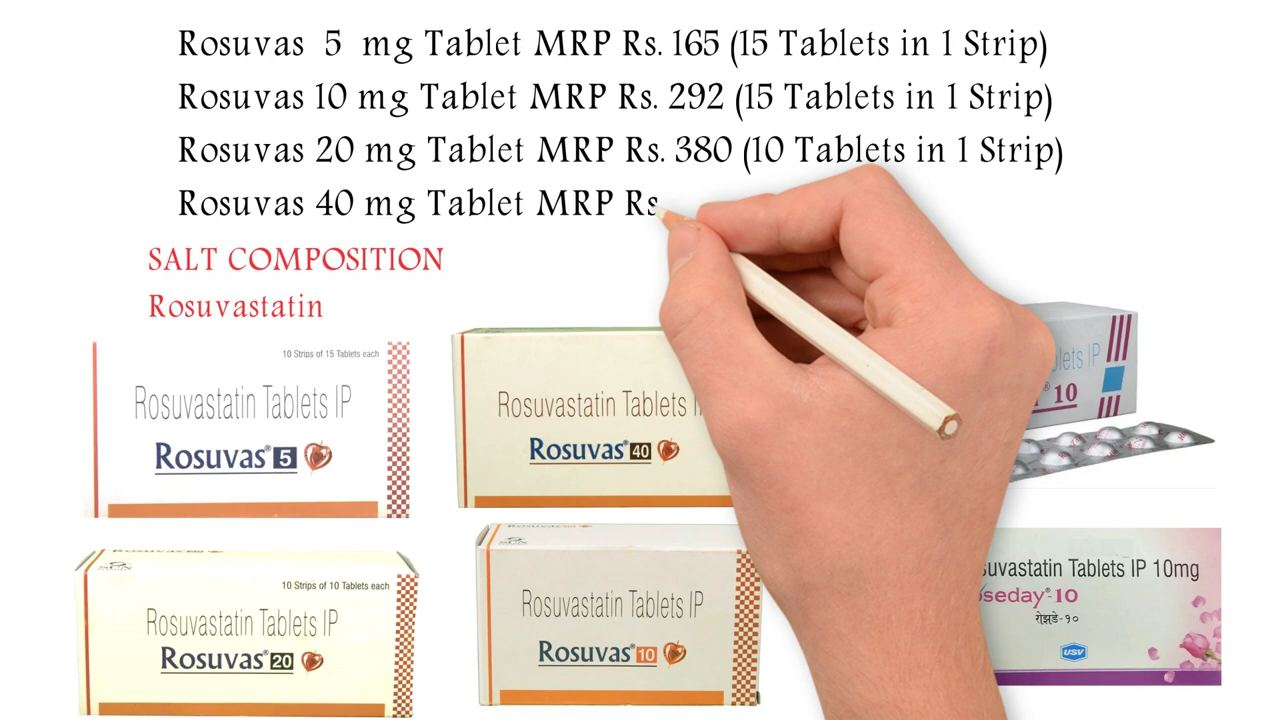 Rosuvas 5 mg Tablet MRP Rs. 165 (15 Tablets in 1 Strip)
Rosuvas 10 mg Tablet MRP Rs. 292 (15 Tablets in 1 Strip)
Rosuvas 20 mg Tablet MRP Rs. 380 (10 Tablets in 1 Strip)
Rosuvas 40 mg Tablet MRP Rs
SALT COMPOSITION
Rosuvastatin
10 Strips of 15 Tablets each
Rosuvastatin Tablets IP
Rosuvas® 5
Rosuvastatin Tablets
Rosuvas® 40
IP
® 10
10 Strips of 10 Tablets each
Rosuvastatin Tablets IP
Rosuvas® 20
Rosuvastatin Tablets IP
Rosuvas® 10
Tablets IP 10mg
10
रोझडे-१०
USV